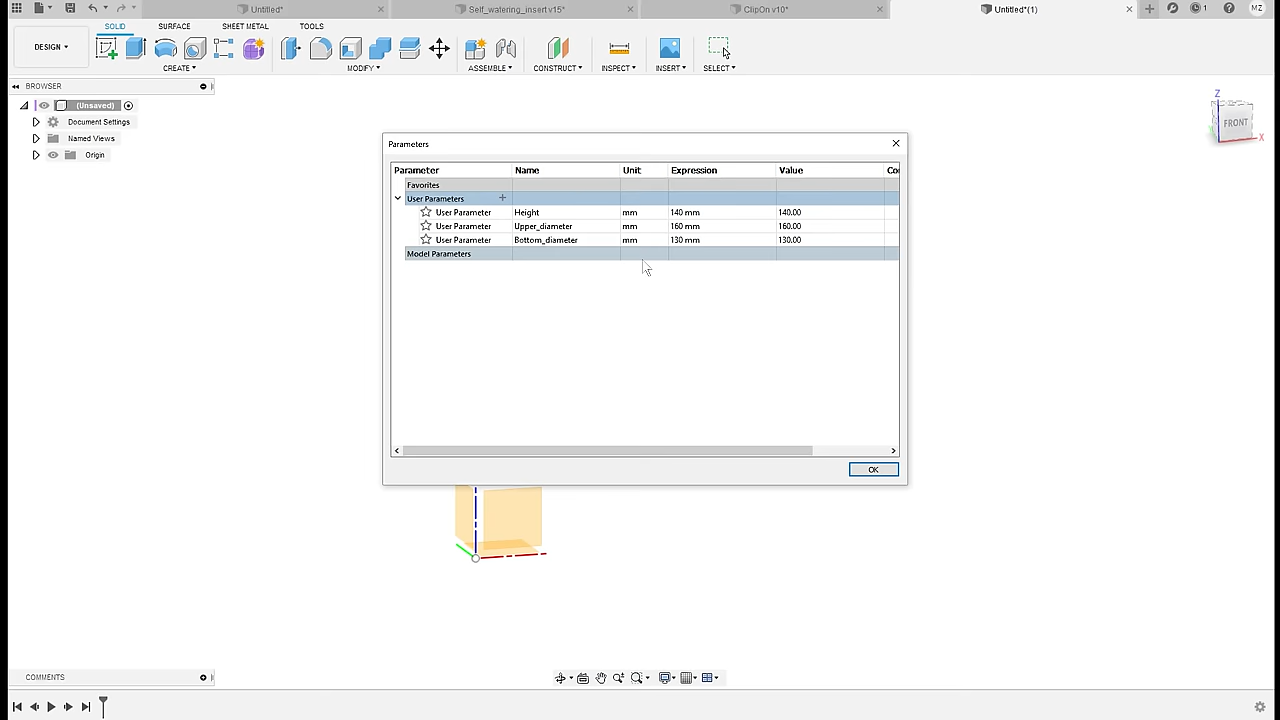 Untitled* Self_watering_insert v15* ClipOn v10* Untitled*(1) 1 MZ
SOLID SURFACE SHEET METAL TOOLS
DESIGN
CREATE MODIFY ASSEMBLE CONSTRUCT INSPECT INSERT SELECT
BROWSER
(Unsaved)
Document Settings
Named Views
Origin
Z
FRONT
X
Parameters
Parameter Name Unit Expression Value Co
Favorites
User Parameters +
User Parameter Height mm 140 mm 140.00
User Parameter Upper_diameter mm 160 mm 160.00
User Parameter Bottom_diameter mm 130 mm 130.00
Model Parameters
OK
COMMENTS